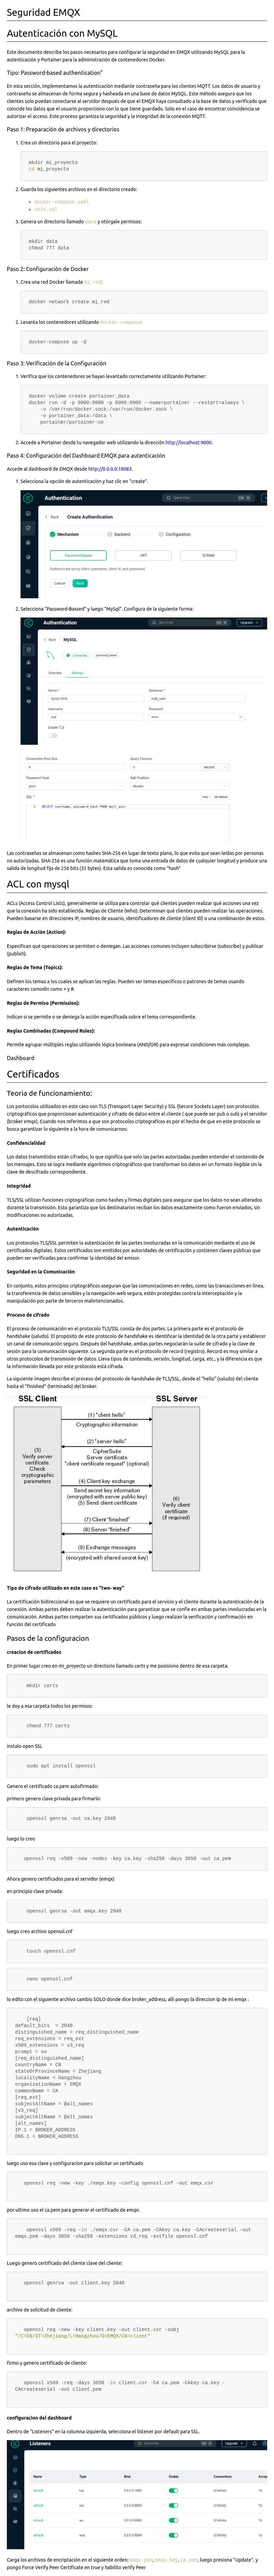 Seguridad EMQX
Autenticación con MySQL
Este documento describe los pasos necesarios para configurar la seguridad en EMQX utilizando MySQL para la
autenticación y Portainer para la administración de contenedores Docker.
Tipo: Password-based authentication"
En esta sección, implementamos la autenticación mediante contraseña para los clientes MQTT. Los datos de usuario y
contraseña se almacenan de forma segura y hasheada en una base de datos MySQL. Este método asegura que los
clientes solo puedan conectarse al servidor después de que el EMQX haya consultado a la base de datos y verificado que
coincide los datos que el usuario proporciono con lo que tiene guardado. Solo en el caso de encontrar coincidencia se
autorizar el acceso. Este proceso garantiza la seguridad y la integridad de la conexión MQTT.
Paso 1: Preparación de archivos y directorios
1. Crea un directorio para el proyecto:
mkdir mi_proyecto
cd mi_proyecto
2. Guarda los siguientes archivos en el directorio creado:
docker-compose.yaml
init.sql
3. Genera un directorio llamado data y otórgale permisos:
mkdir data
chmod 777 data
Paso 2: Configuración de Docker
1. Crea una red Docker llamada mi_red:
docker network create mi_red
2. Levanta los contenedores utilizando docker-compose:
docker-compose up -d
Paso 3: Verificación de la Configuración
1. Verifica que los contenedores se hayan levantado correctamente utilizando Portainer:
docker volume create portainer_data
docker run -d -p 9000:9000 -p 8000:8000 --name=portainer --restart=always \
-v /var/run/docker.sock:/var/run/docker.sock \
-v portainer_data:/data \
portainer/portainer-ce
2. Accede a Portainer desde tu navegador web utilizando la dirección http://localhost:9000.
Paso 4: Configuración del Dashboard EMQX para autenticación
Accede al dashboard de EMQX desde http://0.0.0.0:18083.
1. Selecciona la opción de autenticación y haz clic en "create".
Authentication
Quick Find
Back
Create Authentication
Mechanism
Backend
Configuration
Password-Based
JWT
SCRAM
Authenticate using client username, client id, and password
Cancel
Next
2. Selecciona "Password-Based" y luego "MySql". Configura de la siguiente forma:
Authentication
Quick Find
Upgrade
Back
MySQL
Connected
password_based
Overview
Settings
Server *
Database *
Username
Password
Enable TLS
Connection Pool Size
Query Timeout
8
5
second
Password Hash
Salt Position
plain
disable
SQL *
Set Default
1
SELECT username, password_hash FROM mqtt_user
Las contraseñas se almacenan como hashes SHA-256 en lugar de texto plano, lo que evita que sean leídas por personas
no autorizadas. SHA-256 es una función matemática que toma una entrada de datos de cualquier longitud y produce una
salida de longitud fija de 256 bits (32 bytes). Esta salida es conocida como "hash"
ACL con mysql
ACLs (Access Control Lists), generalmente se utiliza para controlar qué clientes pueden realizar qué acciones una vez
que la conexión ha sido establecida. Reglas de Cliente (Who): Determinan qué clientes pueden realizar las operaciones.
Pueden basarse en direcciones IP, nombres de usuario, identificadores de cliente (client ID) o una combinación de estos.
Reglas de Acción (Action):
Especifican qué operaciones se permiten o deniegan. Las acciones comunes incluyen subscribirse (subscribe) y publicar
(publish).
Reglas de Tema (Topics):
Definen los temas a los cuales se aplican las reglas. Pueden ser temas específicos o patrones de temas usando
caracteres comodín como + y #.
Reglas de Permiso (Permission):
Indican si se permite o se deniega la acción especificada sobre el tema correspondiente.
Reglas Combinadas (Compound Rules):
Permite agrupar múltiples reglas utilizando lógica booleana (AND/OR) para expresar condiciones más complejas.
Dashboard
Certificados
Teoria de funcionamiento:
Los protocolos utilizados en este caso son TLS (Transport Layer Security) y SSL (Secure Sockets Layer) son protocolos
criptográficos que proporcionan autenticación y cifrado en la comunicación entre el cliente y el servidor en este caso
(broker emqx). Cuando nos referimos a que son protocolos criptograficos es por el hecho que en este protocolo se
busca garantizar lo siguiente a la hora de comunicarnos:
Confidencialidad
Los datos transmitidos están cifrados, lo que significa que solo las partes autorizadas pueden entender el contenido de
los mensajes. Esto se logra mediante algoritmos criptográficos que transforman los datos en un formato ilegible sin la
clave de descifrado correspondiente.
Integridad
TLS/SSL utilizan funciones criptográficas como hashes y firmas digitales para asegurar que los datos no sean alterados
durante la transmisión. Esto garantiza que los destinatarios reciban los datos exactamente como fueron enviados, sin
modificaciones no autorizadas.
Autenticación
Los protocolos TLS/SSL permiten la autenticación de las partes involucradas en la comunicación mediante el uso de
certificados digitales. Estos certificados son emitidos por autoridades de certificación y contienen claves públicas que
pueden ser verificadas para confirmar la identidad del emisor.
Seguridad en la Comunicación
En conjunto, estos principios criptográficos aseguran que las comunicaciones en redes, como las transacciones en línea,
la transferencia de datos sensibles y la navegación web segura, estén protegidas contra la interceptación y la
manipulación por parte de terceros malintencionados.
Proceso de cifrado
El proceso de comunicación en el protocolo TLS/SSL consta de dos partes. La primera parte es el protocolo de
handshake (saludo). El propósito de este protocolo de handshake es identificar la identidad de la otra parte y establecer
un canal de comunicación seguro. Después del handshake, ambas partes negociarán el conjunto de cifrado y la clave de
sesión. La segunda parte de este protocolo es el protocolo de record (registro). Este record es muy similar a
otros protocolos de transmisión de datos. Lleva tipos de contenido, versión, longitud, carga, etc., y la diferencia es que
la información llevada por este protocolo está cifrada.
La siguiente imagen describe el proceso del protocolo de handshake de TLS/SSL, desde el "hello" (saludo) del cliente
hasta el "finished" (terminado) del broker.
SSL Client
SSL Server
(1) "client hello"
Cryptographic information
(2) "server hello"
CipherSuite
Server certificate
"client certificate request" (optional)
(3)
Verify server
certificate.
Check
cryptographic
parameters
(4) Client key exchange
Send secret key information
(encrypted with server public key)
(5) Send client certificate
(6)
Verify client
certificate
(if required)
(7) Client "finished"
(8) Server "finished"
(9) Exchange messages
(encrypted with shared secret key)
Tipo de cifrado utilizado en este caso es "two- way"
La certificación bidireccional es el que se requiere un certificado para el servicio y el cliente durante la autenticación de la
conexión. Ambas partes deben realizar la autenticación para garantizar que se confíe en ambas partes involucradas en la
comunicación. Ambas partes comparten sus certificados públicos y luego realizan la verificación y confirmación en
función del certificado
Pasos de la configuracion
creacion de certificados
En primer lugar creo en mi_proyecto un directorio llamado certs y me posisiono dentro de esa carpeta.
mkdir certs
le doy a esa carpeta todos los permisos:
chmod 777 certs
instalo open SSL
sudo apt install openssl
Genero el certificado ca.pem autofirmado:
primero genero clave privada para firmarlo:
openssl genrsa -out ca.key 2048
luego lo creo
openssl req -x509 -new -nodes -key ca.key -sha256 -days 3650 -out ca.pem
Ahora genero certificados para el servidor (emqx)
en principio clave privada:
openssl genrsa -out emqx.key 2048
luego creo archivo openssl.cnf
touch openssl.cnf
nano openssl.cnf
lo edito con el siguiente archivo cambio SOLO donde dice broker_address, alli pongo la direccion ip de mi emqx :
[req]
default_bits = 2048
distinguished_name = req_distinguished_name
req_extensions = req_ext
x509_extensions = v3_req
prompt = no
[req_distinguished_name]
countryName = CN
stateOrProvinceName = Zhejiang
localityName = Hangzhou
organizationName = EMQX
commonName = CA
[req_ext]
subjectAltName = @alt_names
[v3_req]
subjectAltName = @alt_names
[alt_names]
IP.1 = BROKER_ADDRESS
DNS.1 = BROKER_ADDRESS
luego uso esa clave y configuracion para solicitar un certificado
openssl req -new -key ./emqx.key -config openssl.cnf -out emqx.csr
por ultimo uso el ca.pem para generar el certificado de emqx:
openssl x509 -req -in ./emqx.csr -CA ca.pem -CAkey ca.key -CAcreateserial -out
emqx.pem -days 3650 -sha256 -extensions v3_req -extfile openssl.cnf
Luego genero certificado del cliente clave del cliente:
openssl genrsa -out client.key 2048
archivo de solicitud de cliente:
openssl req -new -key client.key -out client.csr -subj
"/C=CN/ST=Zhejiang/L=Hangzhou/O=EMQX/CN=client"
firmo y genero certificado de cliente:
openssl x509 -req -days 3650 -in client.csr -CA ca.pem -CAkey ca.key -
CAcreateserial -out client.pem
configuracion del dashboard
Dentro de "Listeners" en la columna izquierda, selecciona el listener por default para SSL.
Listeners
Quick Find
Upgrade
Name
Type
Bind
Enable
Connections
Acceptors
default
tcp
0.0.0.0:1883
0/Infinity
default
ssl
0.0.0.0:8883
0/Infinity
default
ws
0.0.0.0:8083
0/Infinity
default
wss
0.0.0.0:8084
0/Infinity
Carga los archivos de encriptación en el siguiente orden: emqx.pem, emqx.key, ca.pem, luego presiona "Update". y
pongo Force Verify Peer Certificate en true y habilito verify Peer